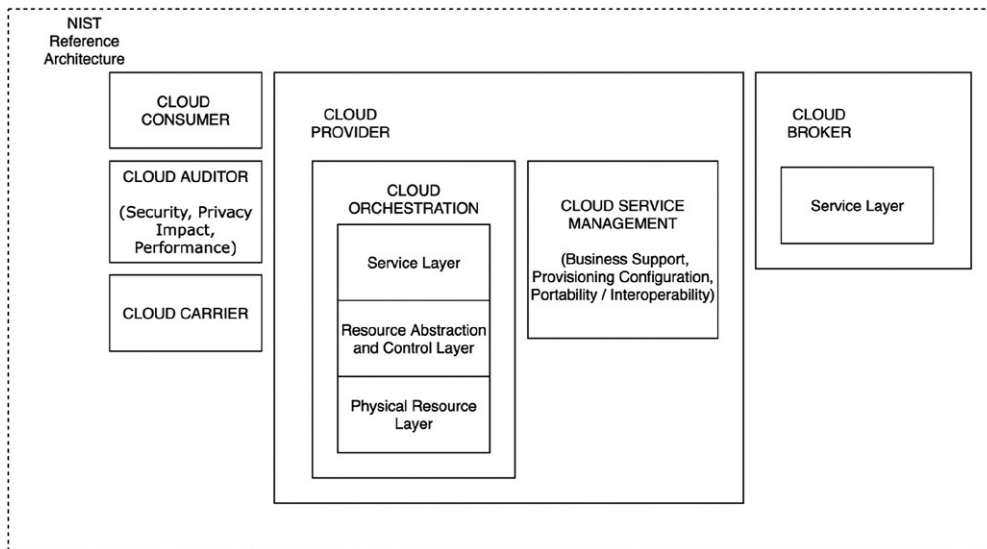 NIST
Reference
Architecture
CLOUD
CONSUMER
CLOUD AUDITOR
(Security, Privacy
Impact,
Performance)
CLOUD CARRIER
CLOUD
PROVIDER
CLOUD
ORCHESTRATION
Service Layer
Resource Abstraction
and Control Layer
Physical Resource
Layer
CLOUD SERVICE
MANAGEMENT
(Business Support,
Provisioning Configuration,
Portability / Interoperability)
CLOUD
BROKER
Service Layer